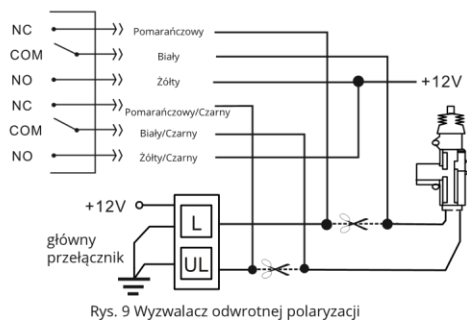 NC
Pomarańczowy
COM
Biały
NO
Żółty
+12V
NC
Pomarańczowy/Czarny
COM
Biały/Czarny
NO
Żółty/Czarny
+12V
L
główny
przełącznik
UL
Rys. 9 Wyzwalacz odwrotnej polaryzacji